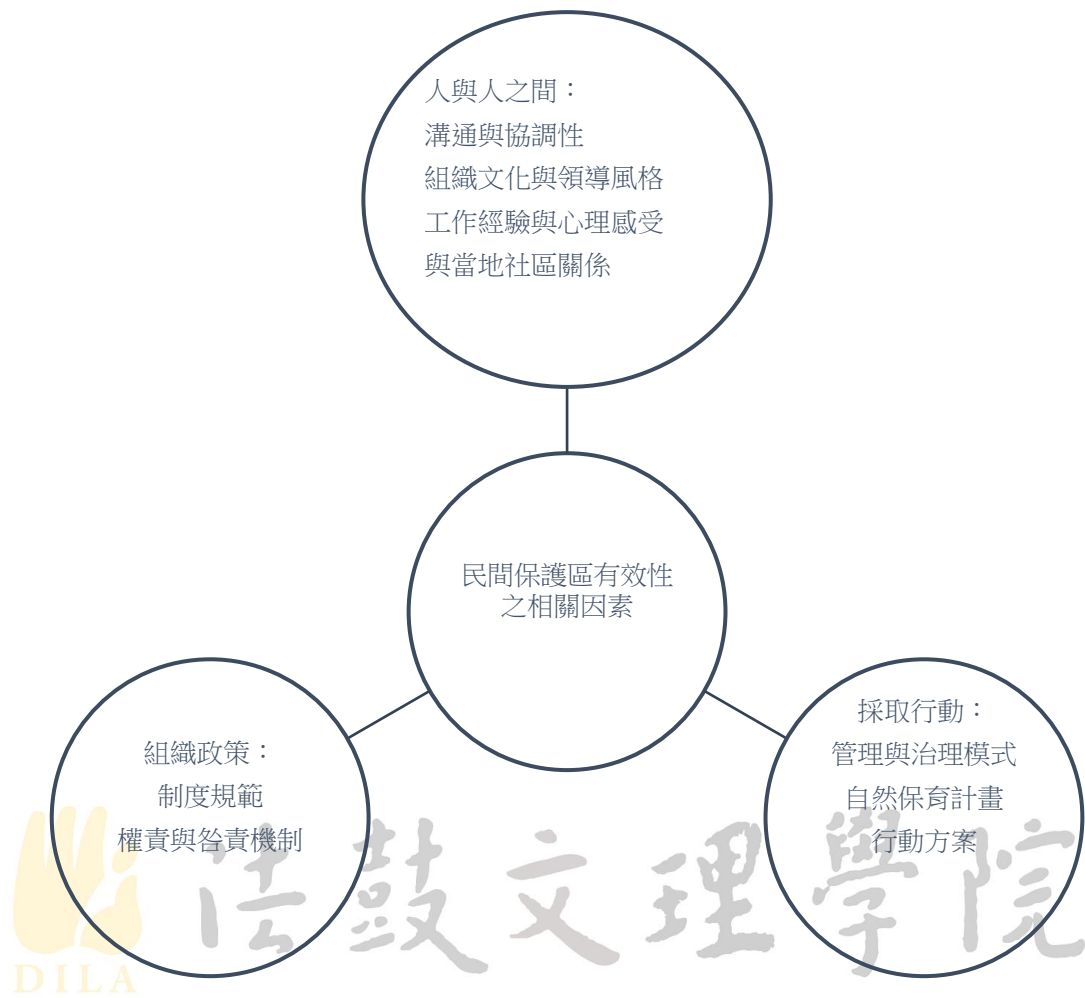 人與人之間：
溝通與協調性
組織文化與領導風格
工作經驗與心理感受
與當地社區關係
民間保護區有效性
之相關因素
組織政策：
制度規範
權責與咎責機制
採取行動：
管理與治理模式
自然保育計畫
行動方案
法鼓文理學院
DILA